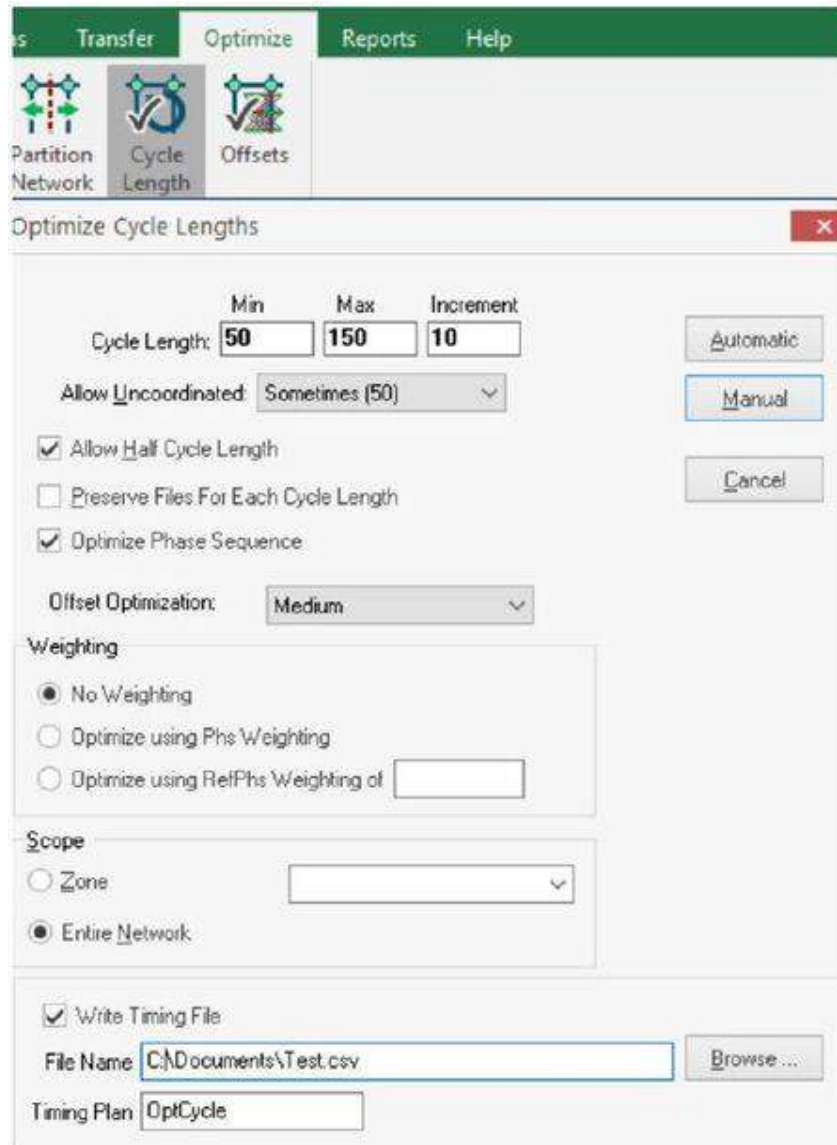 s Transfer Optimize Reports Help
Partition Network
Cycle Length
Offsets
Optimize Cycle Lengths
Min Max Increment
Cycle Length: 50 150 10
Automatic
Allow Uncoordinated: Sometimes (50)
Manual
Allow Half Cycle Length
Cancel
Preserve Files For Each Cycle Length
Optimize Phase Sequence
Offset Optimization: Medium
Weighting
No Weighting
Optimize using Phs Weighting
Optimize using RefPhs Weighting of
Scope
Zone
Entire Network
Write Timing File
File Name C:\Documents\Test.csv Browse ...
Timing Plan OptCycle